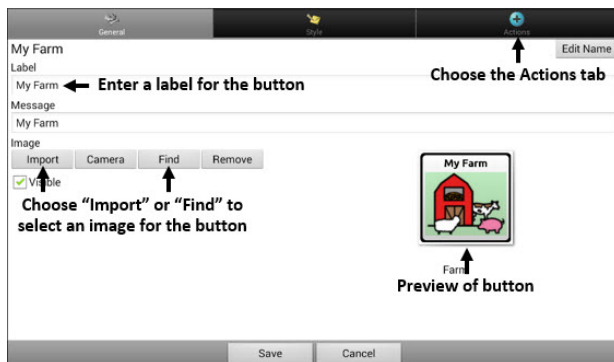 General
Style
Actions
My Farm
Edit Name
Label
Choose the Actions tab
My Farm
Enter a label for the button
Message
My Farm
Image
Import
Camera
Find
Remove
Visible
Choose “Import” or “Find” to
select an image for the button
My Farm
Farm
Preview of button
Save
Cancel